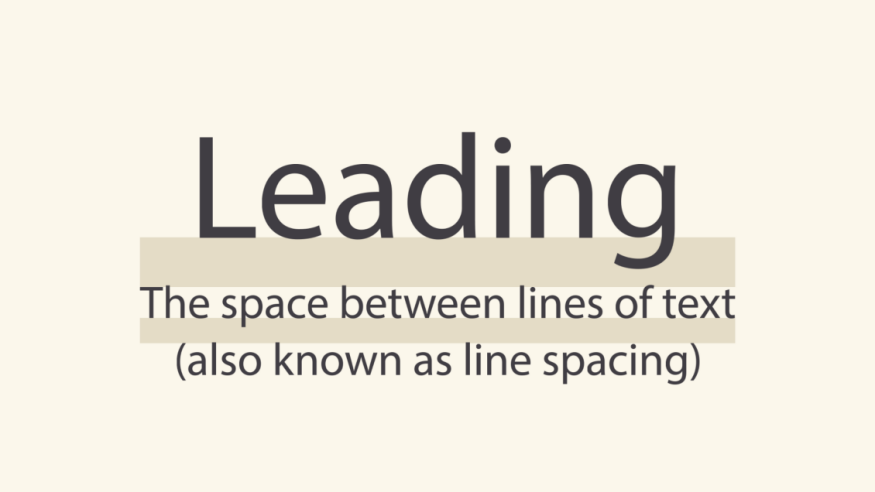 Leading
The space between lines of text
(also known as line spacing)